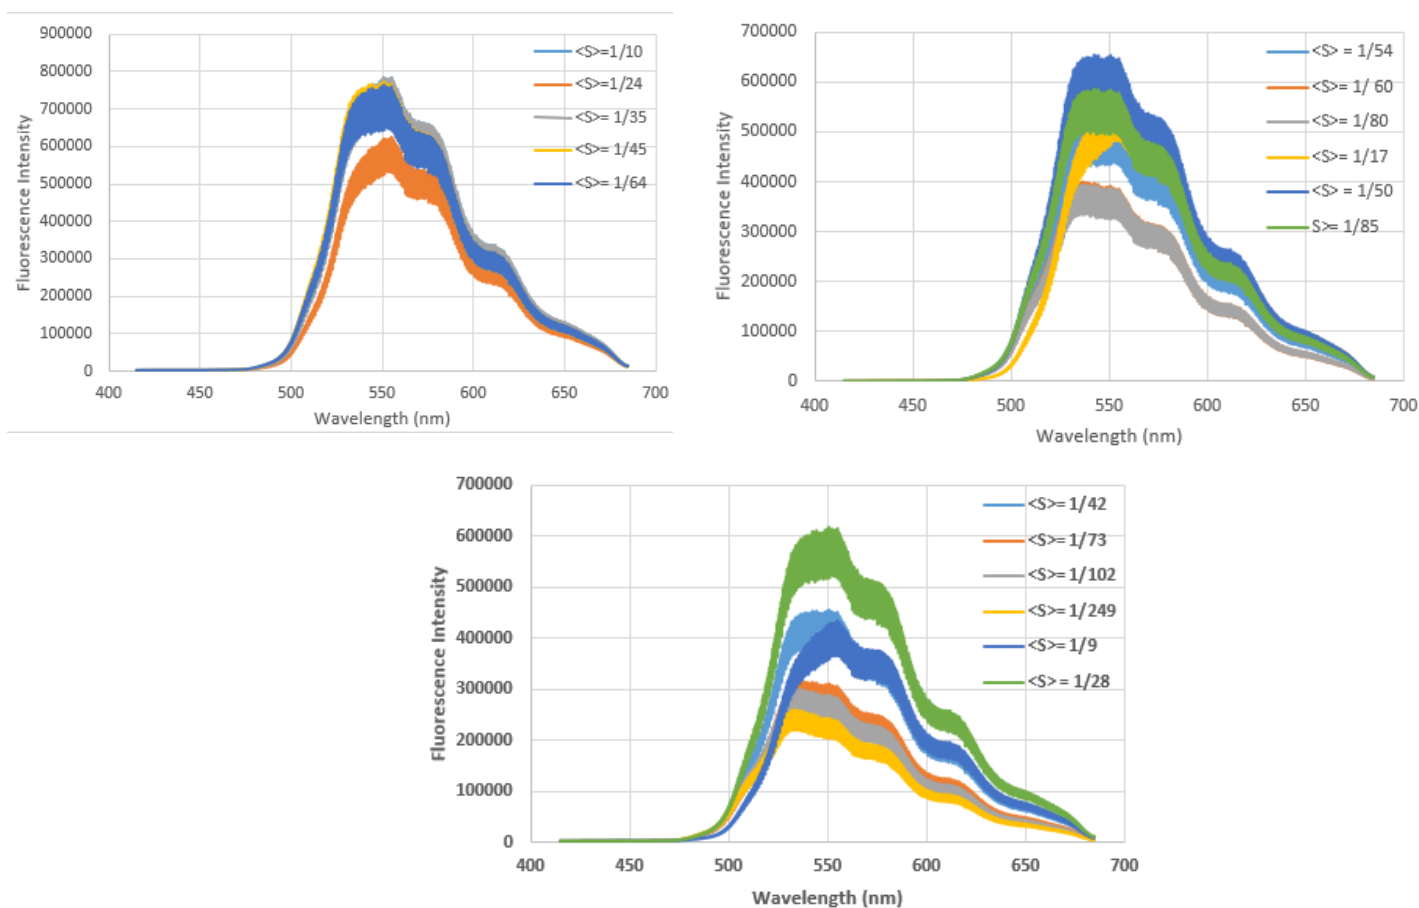 900000
800000
700000
600000
500000
400000
300000
200000
100000
0
Fluorescence Intensity
400 450 500 550 600 650 700
Wavelength (nm)
<S>=1/10
<S>=1/24
<S>= 1/35
<S>= 1/45
<S>= 1/64
700000
600000
500000
400000
300000
200000
100000
0
Fluorescence Intensity
400 450 500 550 600 650 700
Wavelength (nm)
<S> = 1/54
<S>= 1/ 60
<S>= 1/80
<S>= 1/17
<S> = 1/50
S>= 1/85
700000
600000
500000
400000
300000
200000
100000
0
Fluorescence Intensity
400 450 500 550 600 650 700
Wavelength (nm)
<S>= 1/42
<S>= 1/73
<S>= 1/102
<S>= 1/249
<S>= 1/9
<S> = 1/28